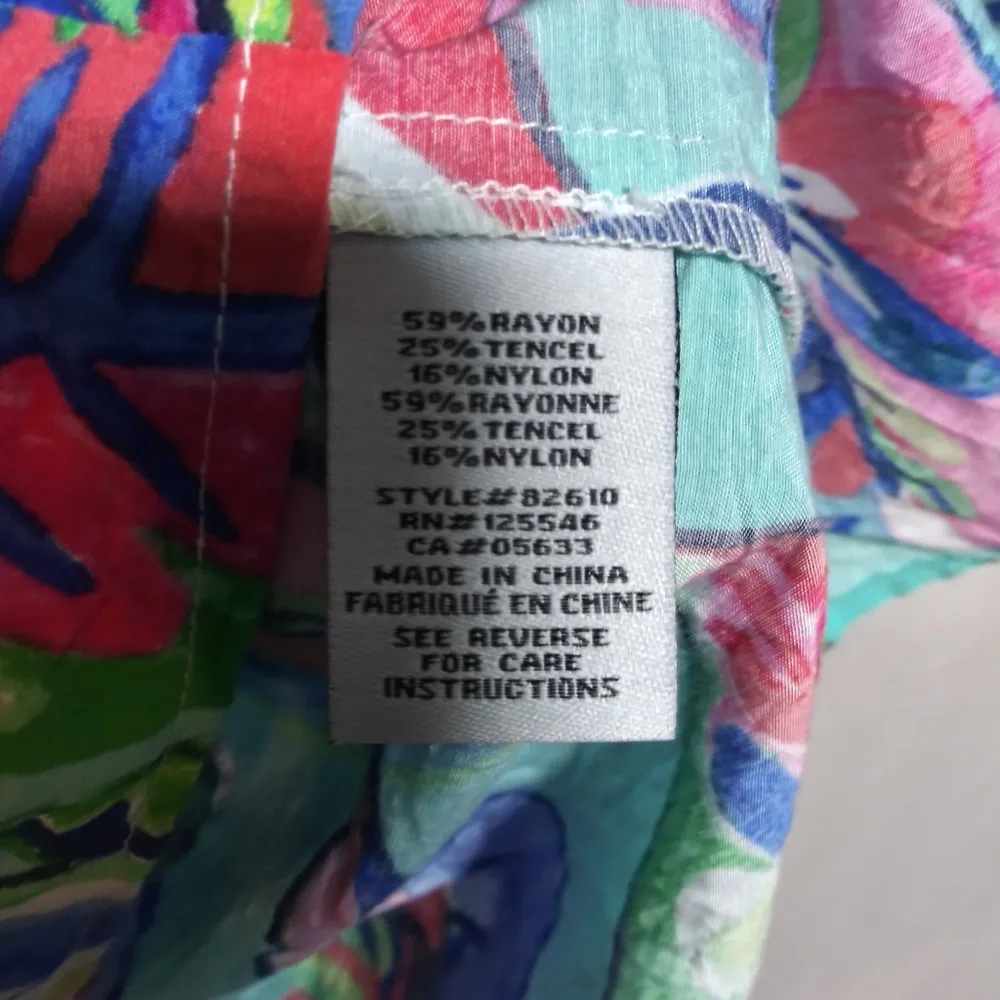 59% RAYON
25% TENCEL
16% NYLON
59% RAYONNE
25% TENCEL
16% NYLON
STYLE# 82610
RN# 125546
CA# 05633
MADE IN CHINA
FABRIQUÉ EN CHINE
SEE REVERSE
FOR CARE
INSTRUCTIONS